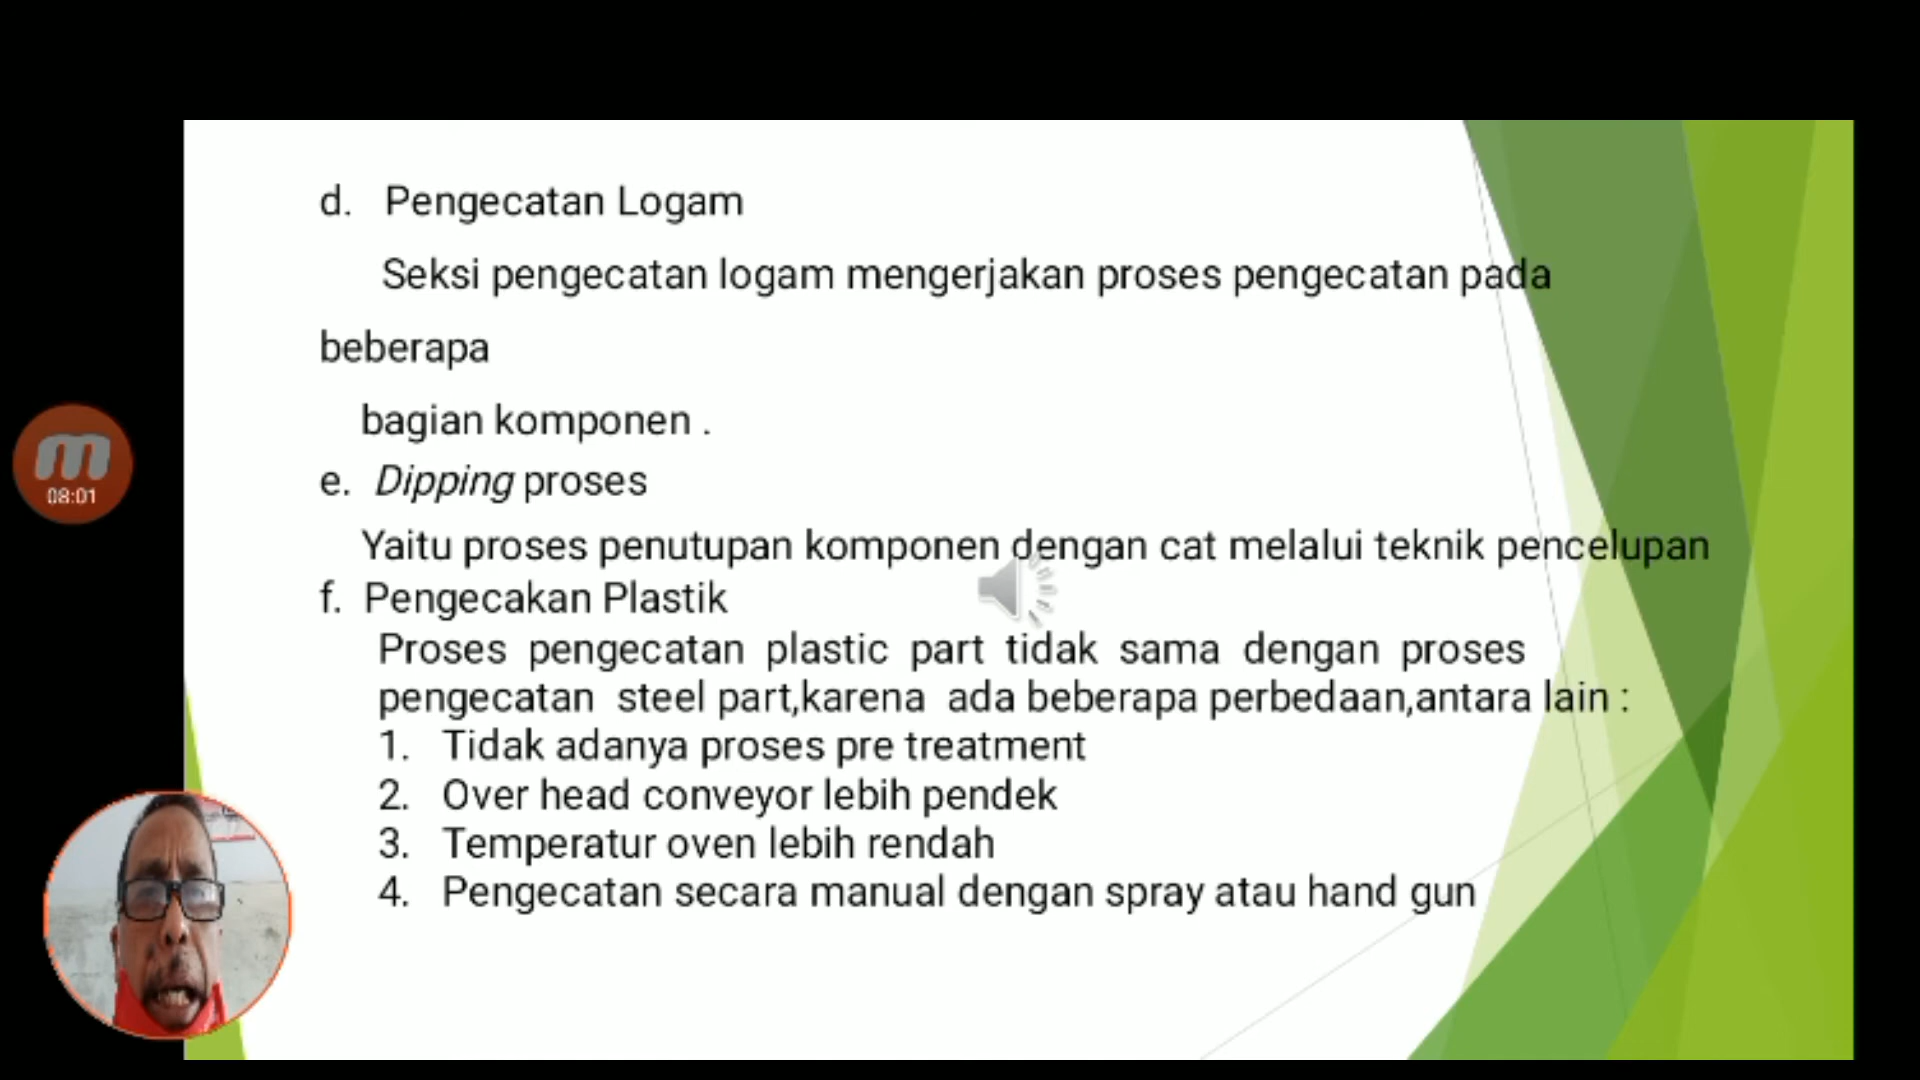 d. Pengecatan Logam
Seksi pengecatan logam mengerjakan proses pengecatan pada
beberapa
bagian komponen .
e. Dipping proses
Yaitu proses penutupan komponen dengan cat melalui teknik pencelupan
f. Pengecakan Plastik
Proses pengecatan plastic part tidak sama dengan proses
pengecatan steel part,karena ada beberapa perbedaan,antara lain :
1. Tidak adanya proses pre treatment
2. Over head conveyor lebih pendek
3. Temperatur oven lebih rendah
4. Pengecatan secara manual dengan spray atau hand gun
m
08:01